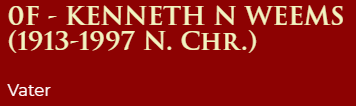 0F - KENNETH N WEEMS
(1913-1997 N. Chr.)
Vater